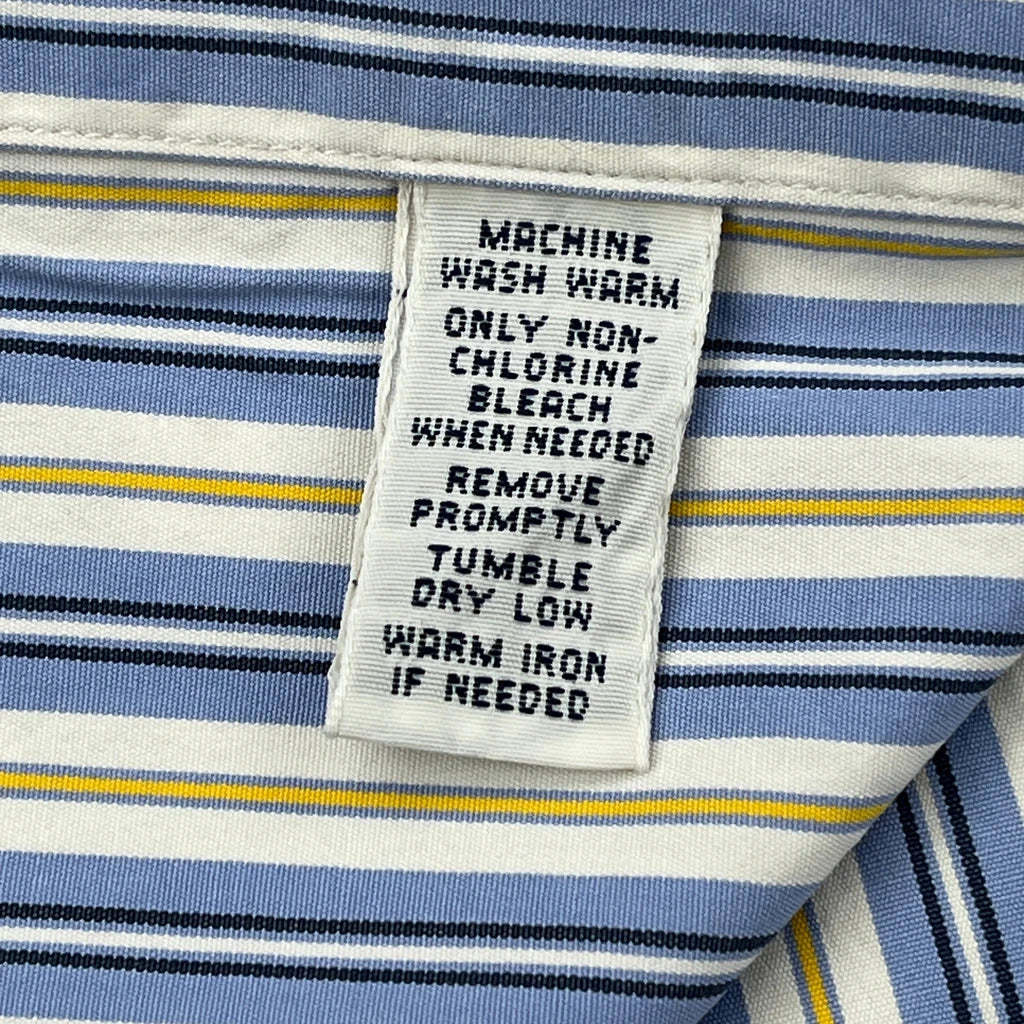 MACHINE
WASH WARM
ONLY NON-
CHLORINE
BLEACH
WHEN NEEDED
REMOVE
PROMPTLY
TUMBLE
DRY LOW
WARM IRON
IF NEEDED